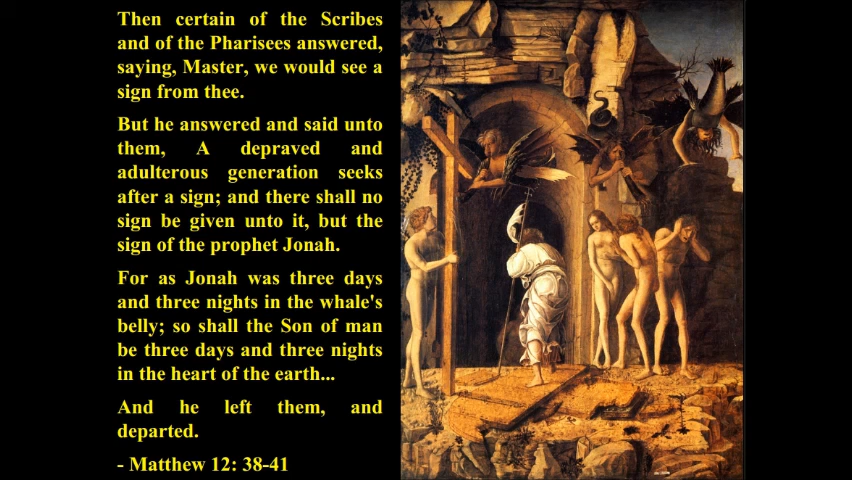 Then certain of the Scribes
and of the Pharisees answered,
saying, Master, we would see a
sign from thee.
But he answered and said unto
them, A depraved and
adulterous generation seeks
after a sign; and there shall no
sign be given unto it, but the
sign of the prophet Jonah.
For as Jonah was three days
and three nights in the whale's
belly; so shall the Son of man
be three days and three nights
in the heart of the earth...
And he left them, and
departed.
- Matthew 12: 38-41